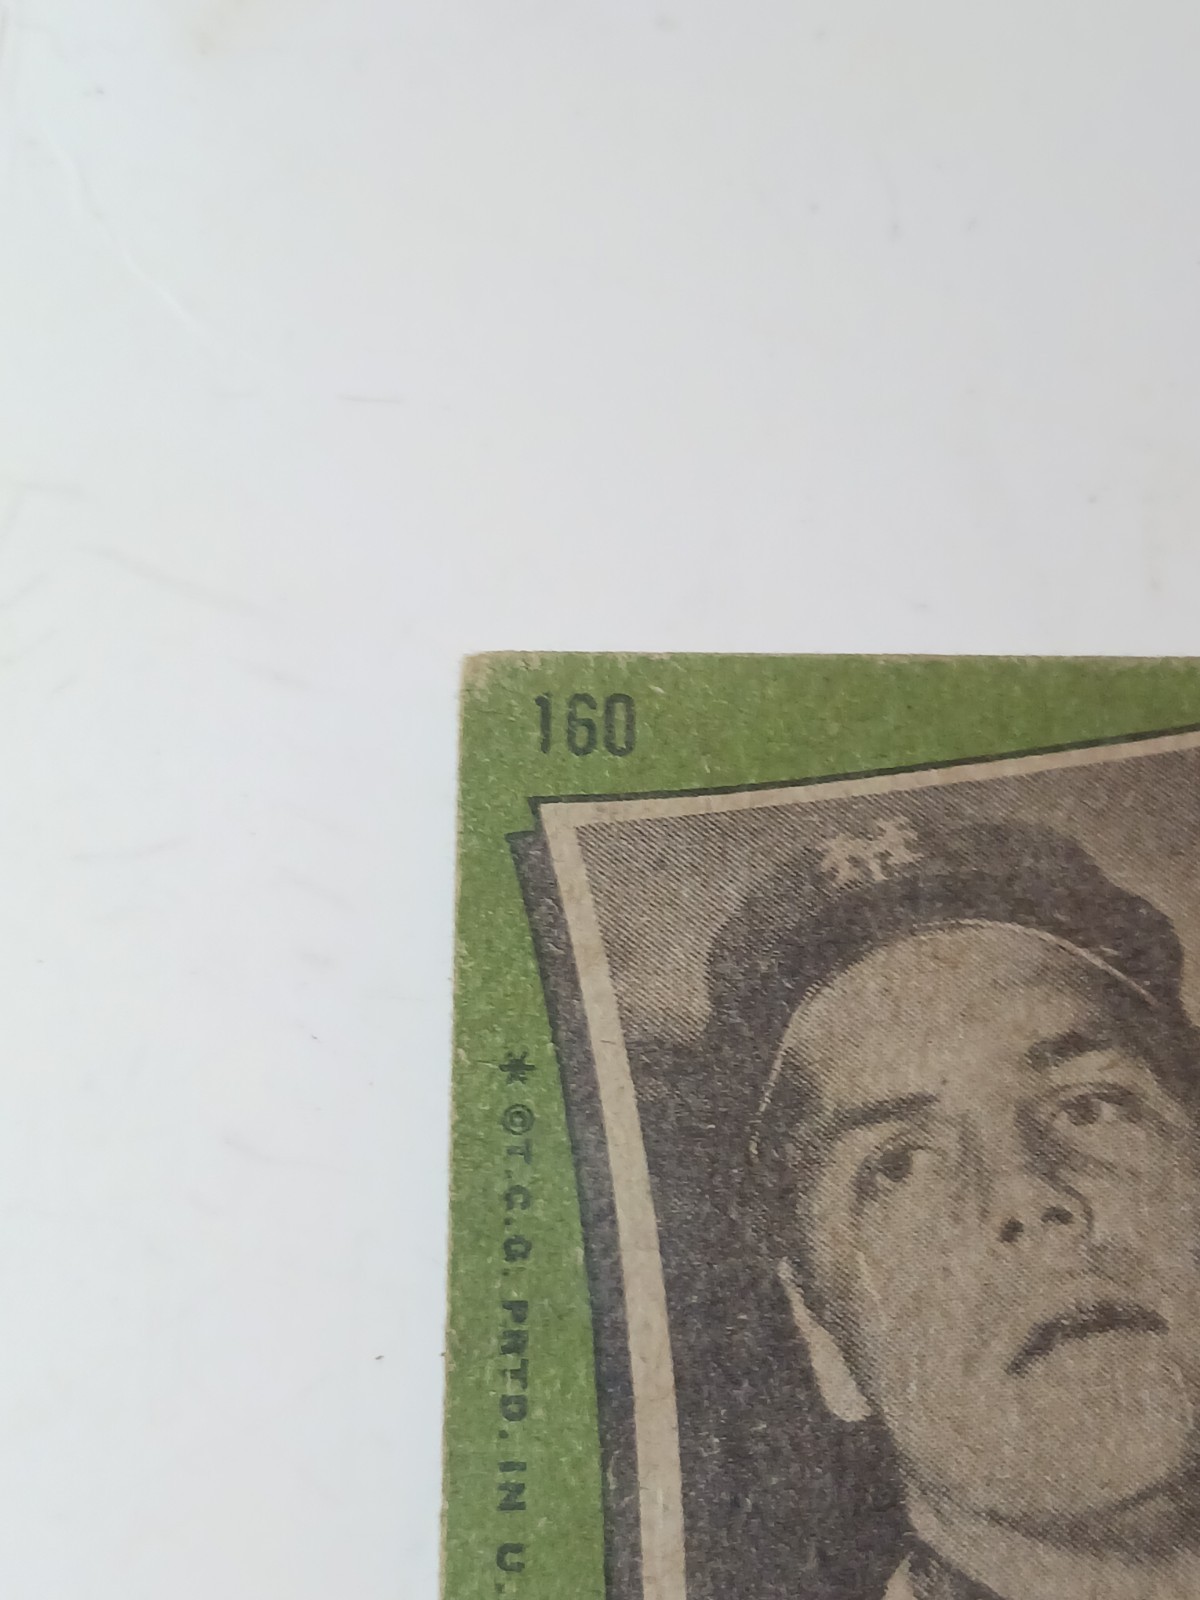 160
* © T.C.G. PRTD. IN U.